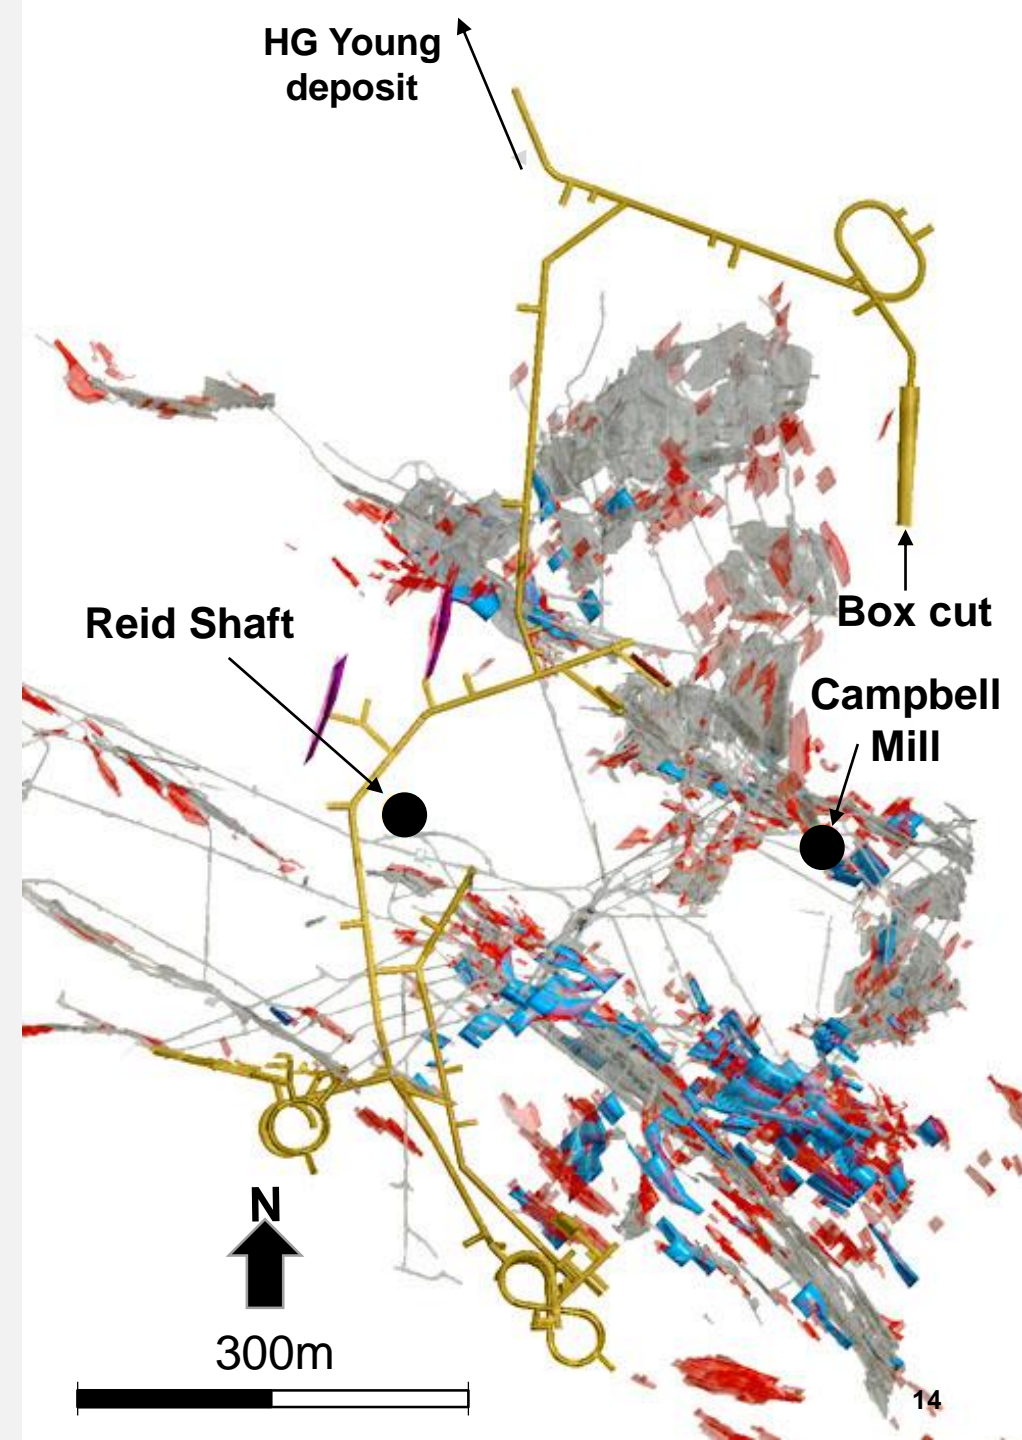 HG Young
deposit
Box cut
Reid Shaft
Campbell
Mill
N
300m
14